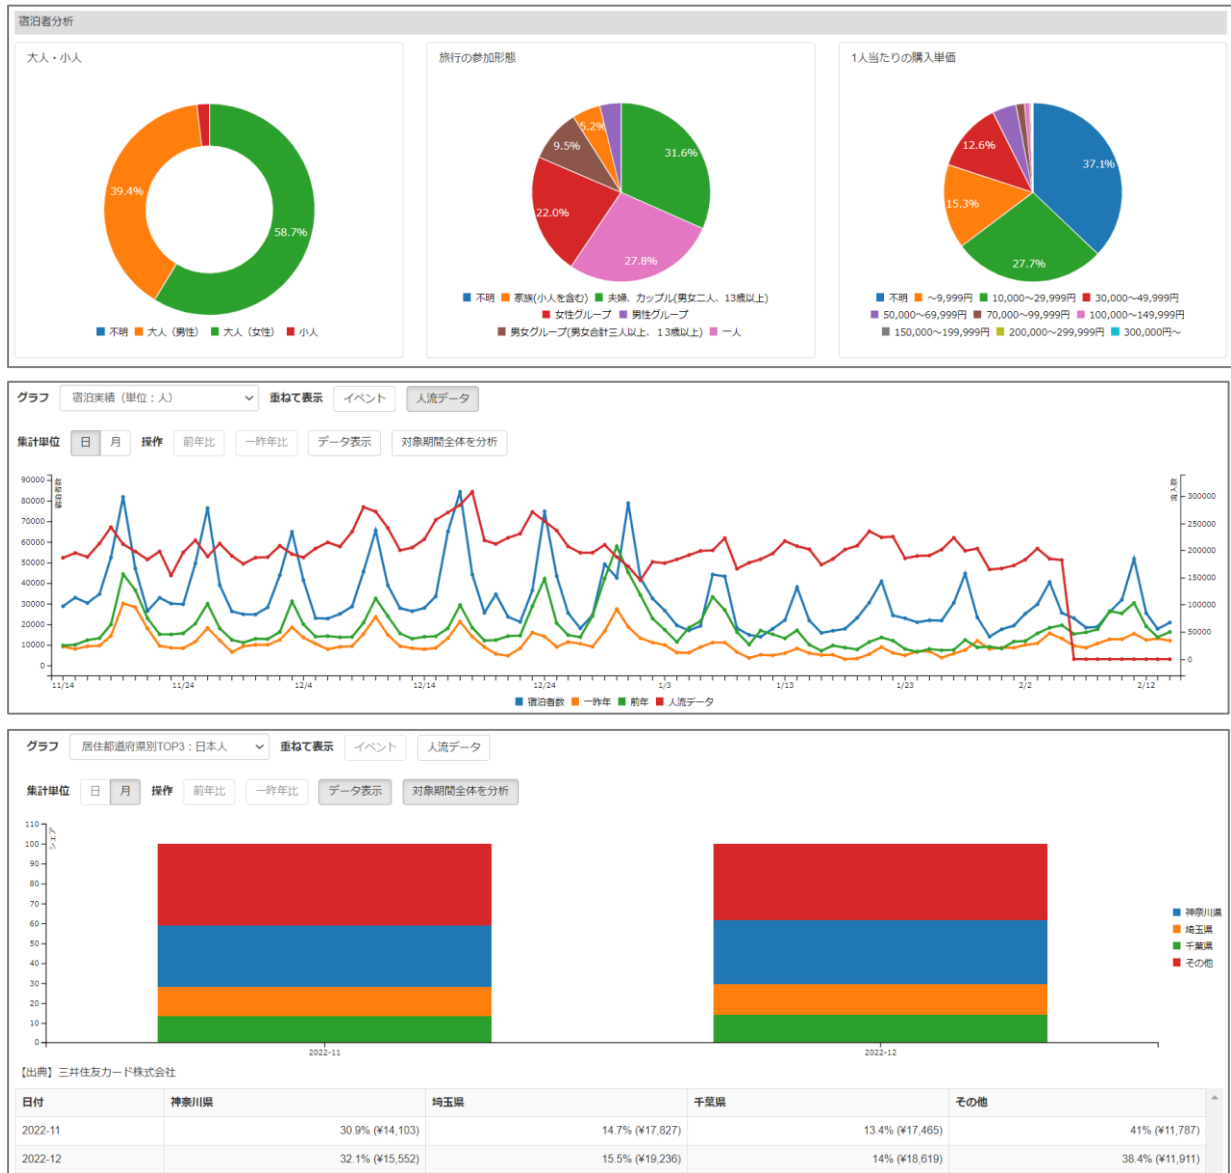 宿泊者分析
大人・小人
39.4%
58.7%
不明 大人（男性） 大人（女性） 小人
旅行の参加形態
5.2%
9.5%
31.6%
22.0%
27.8%
不明 家族(小人を含む) 夫婦、カップル(男女二人、13歳以上)
女性グループ 男性グループ
男女グループ(男女合計三人以上、13歳以上) 一人
1人当たりの購入単価
12.6%
37.1%
15.3%
27.7%
不明 ～9,999円 10,000～29,999円 30,000～49,999円
50,000～69,999円 70,000～99,999円 100,000～149,999円
150,000～199,999円 200,000～299,999円 300,000円～
グラフ 宿泊実績（単位：人） 重ねて表示 イベント 人流データ
集計単位 日 月 操作 前年比 一昨年比 データ表示 対象期間全体を分析
宿泊者数
90000
80000
70000
60000
50000
40000
30000
20000
10000
0
300000
250000
200000
150000
100000
50000
0
11/14 11/24 12/4 12/14 12/24 1/3 1/13 1/23 2/2 2/12
宿泊者数 一昨年 前年 人流データ
グラフ 居住都道府県別TOP3：日本人 重ねて表示 イベント 人流データ
集計単位 日 月 操作 前年比 一昨年比 データ表示 対象期間全体を分析
シェア
110
100
90
80
70
60
50
40
30
20
10
0
神奈川県
埼玉県
千葉県
その他
2022-11 2022-12
【出典】三井住友カード株式会社
日付 神奈川県 埼玉県 千葉県 その他
2022-11 30.9% (¥14,103) 14.7% (¥17,827) 13.4% (¥17,465) 41% (¥11,787)
2022-12 32.1% (¥15,552) 15.5% (¥19,236) 14% (¥18,619) 38.4% (¥11,911)